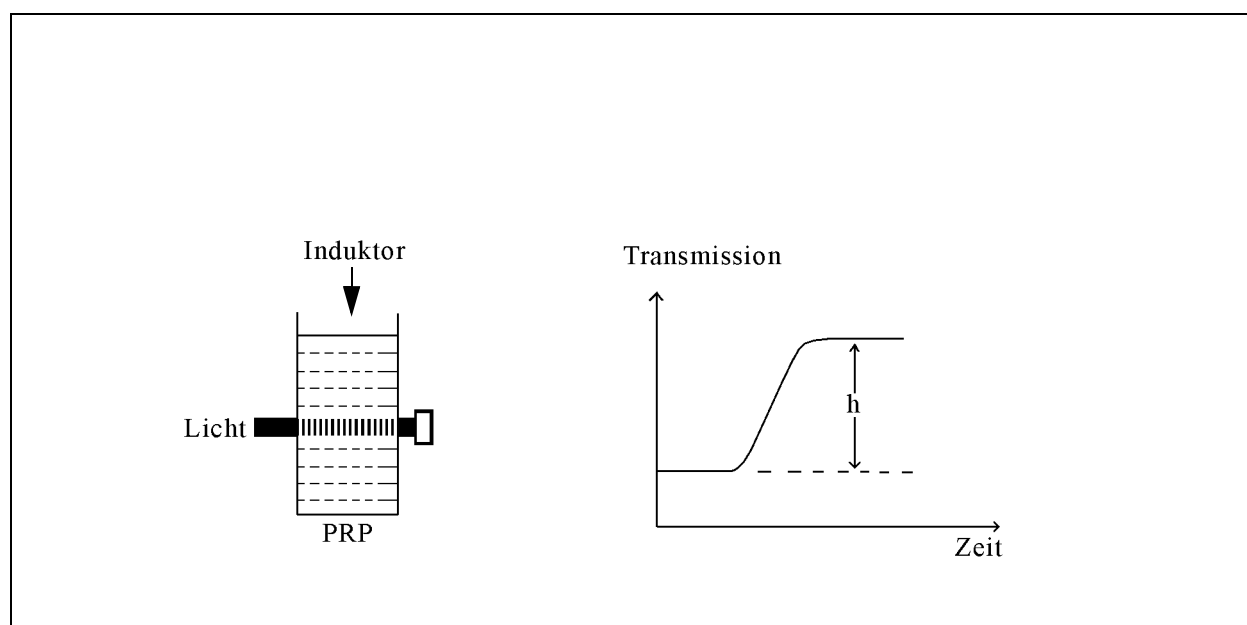 Induktor
Licht
PRP
Transmission
h
Zeit